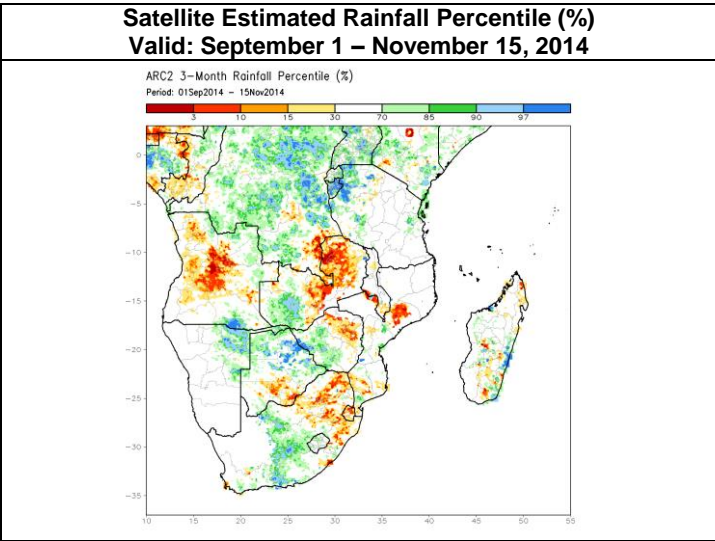 Satellite Estimated Rainfall Percentile (%)
Valid: September 1 – November 15, 2014
ARC2 3-Month Rainfall Percentile (%)
Period: 01Sep2014 - 15Nov2014
3 10 15 30 70 85 90 97
0
-5
-10
-15
-20
-25
-30
-35
10 15 20 25 30 35 40 45 50 55